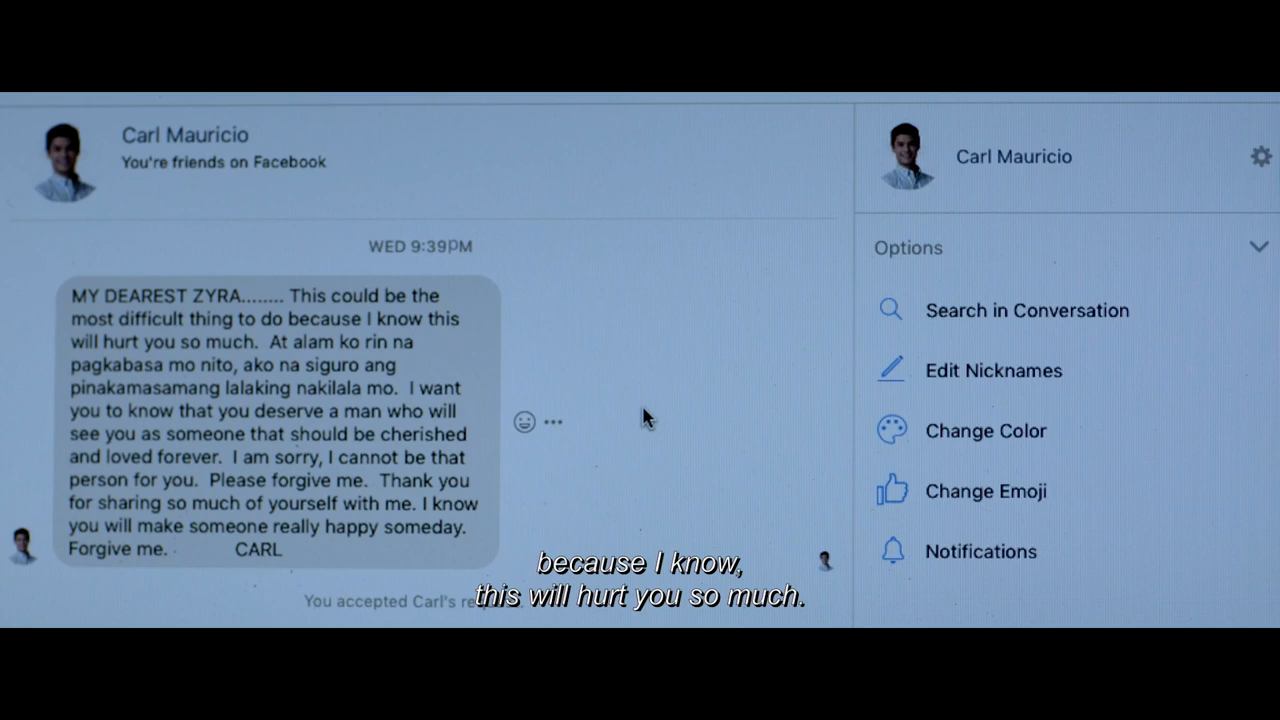 Carl Mauricio
You're friends on Facebook
WED 9:39PM
MY DEAREST ZYRA........ This could be the
most difficult thing to do because I know this
will hurt you so much.  At alam ko rin na
pagkabasa mo nito, ako na siguro ang
pinakamasamang lalaking nakilala mo.  I want
you to know that you deserve a man who will
see you as someone that should be cherished
and loved forever.  I am sorry, I cannot be that
person for you.  Please forgive me.  Thank you
for sharing so much of yourself with me. I know
you will make someone really happy someday.
Forgive me. CARL
You accepted Carl's
Carl Mauricio
Options
Search in Conversation
Edit Nicknames
Change Color
Change Emoji
Notifications
because I know,
this will hurt you so much.